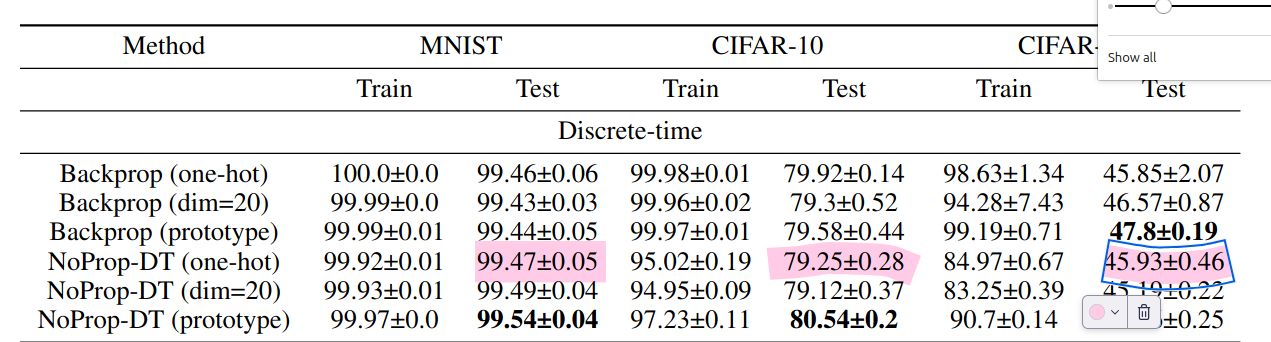 Method MNIST CIFAR-10 CIFAR-
Show all
Train Test Train Test Train Test
Discrete-time
Backprop (one-hot) 100.0±0.0 99.46±0.06 99.98±0.01 79.92±0.14 98.63±1.34 45.85±2.07
Backprop (dim=20) 99.99±0.0 99.43±0.03 99.96±0.02 79.3±0.52 94.28±7.43 46.57±0.87
Backprop (prototype) 99.99±0.01 99.44±0.05 99.97±0.01 79.58±0.44 99.19±0.71 47.8±0.19
NoProp-DT (one-hot) 99.92±0.01 99.47±0.05 95.02±0.19 79.25±0.28 84.97±0.67 45.93±0.46
NoProp-DT (dim=20) 99.93±0.01 99.49±0.04 94.95±0.09 79.12±0.37 83.25±0.39 45.19±0.22
NoProp-DT (prototype) 99.97±0.0 99.54±0.04 97.23±0.11 80.54±0.2 90.7±0.14 ±0.25